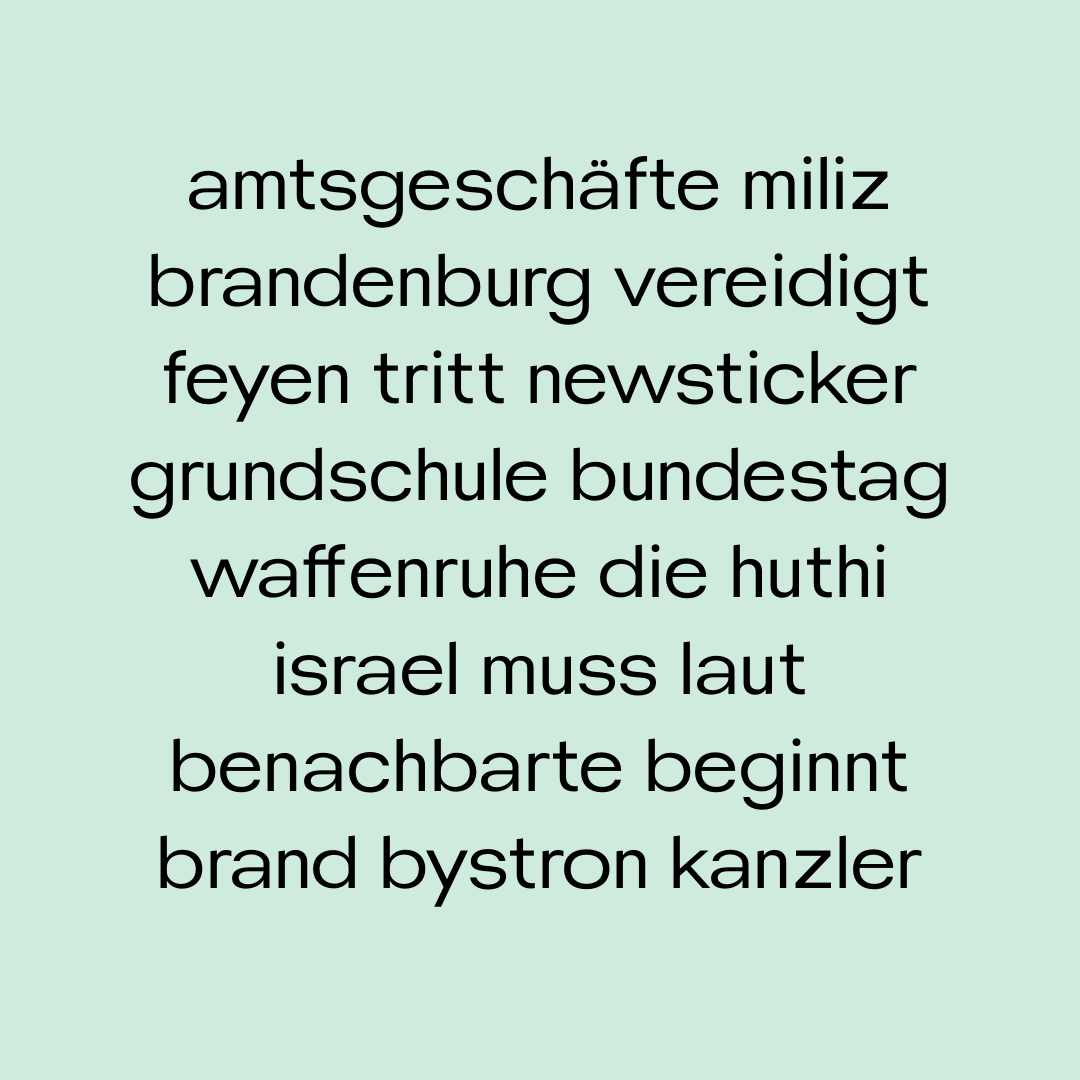 amtsgeschäfte miliz
brandenburg vereidigt
feyen tritt newsticker
grundschule bundestag
waffenruhe die huthi
israel muss laut
benachbarte beginnt
brand bystron kanzler